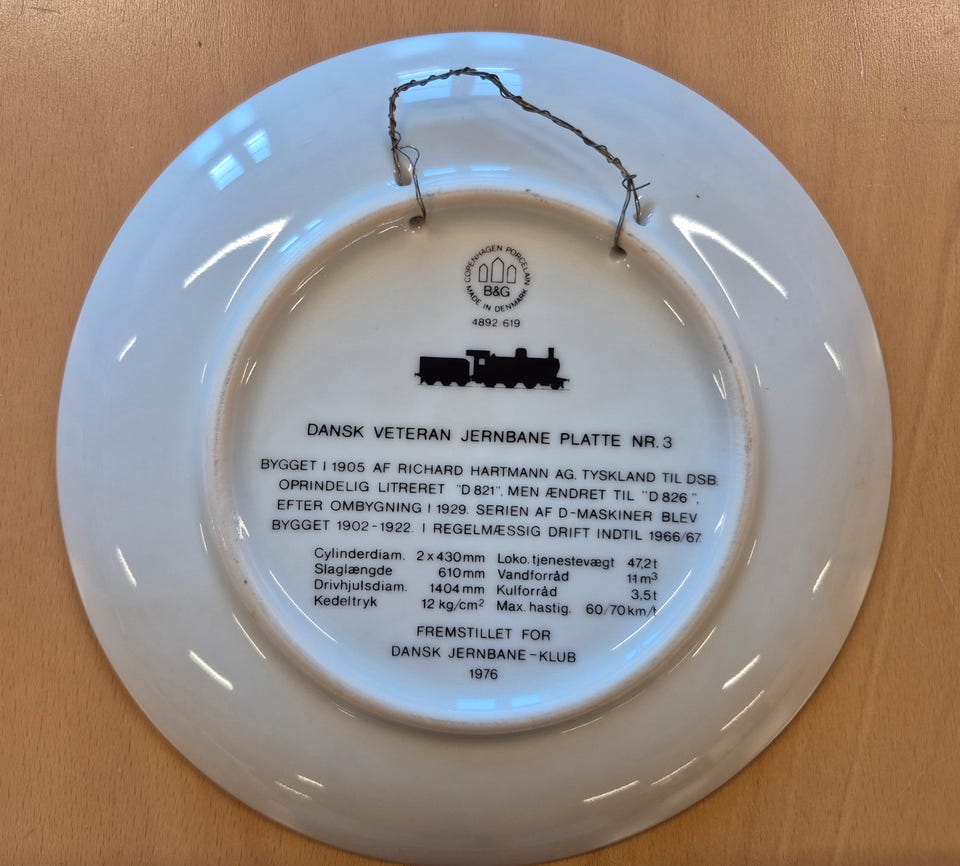 COPENHAGEN PORCELAIN
B&G
MADE IN DENMARK
4892/619
DANSK VETERAN JERNBANE PLATTE NR. 3
BYGGET I 1905 AF RICHARD HARTMANN AG, TYSKLAND TIL DSB.
OPRINDELIG LITRERET "D 821", MEN ÆNDRET TIL "D 826",
EFTER OMBYGNING I 1929. SERIEN AF D-MASKINER BLEV
BYGGET 1902-1922. I REGELMÆSSIG DRIFT INDTIL 1966/67.
Cylinderdiam. 2 x 430 mm Loko. tjenestevægt 47,2 t
Slaglængde 610 mm Vandforråd 11 m³
Drivhjulsdiam. 1404 mm Kulforråd 3,5 t
Kedeltryk 12 kg/cm² Max. hastig. 60/70 km/t
FREMSTILLET FOR
DANSK JERNBANE-KLUB
1976